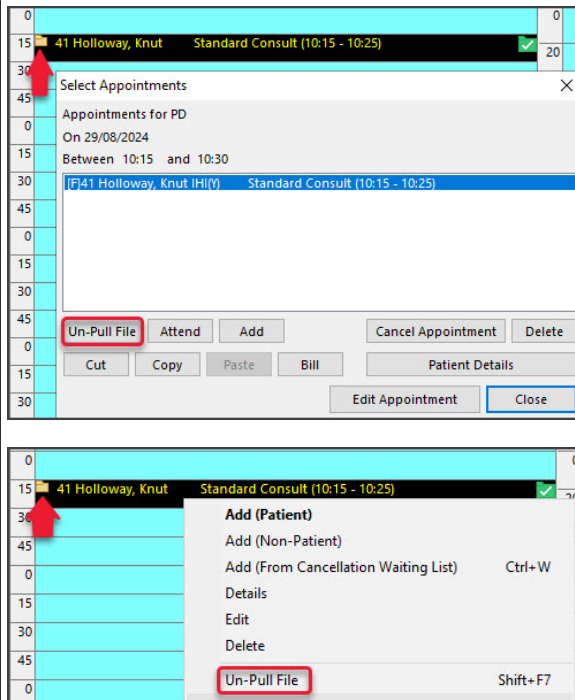 0 0
15 41 Holloway, Knut Standard Consult (10:15 - 10:25) 20
30 Select Appointments
45 Appointments for PD
0 On 29/08/2024
15 Between 10:15 and 10:30
30 [F]41 Holloway, Knut IHI(Y) Standard Consult (10:15 - 10:25)
45
0
15
30
45 Un-Pull File Attend Add Cancel Appointment Delete
0
15 Cut Copy Paste Bill Patient Details
30 Edit Appointment Close
0
15 41 Holloway, Knut Standard Consult (10:15 - 10:25)
30 Add (Patient)
45 Add (Non-Patient)
0 Add (From Cancellation Waiting List) Ctrl+W
15 Details
30 Edit
45 Delete
0 Un-Pull File Shift+F7